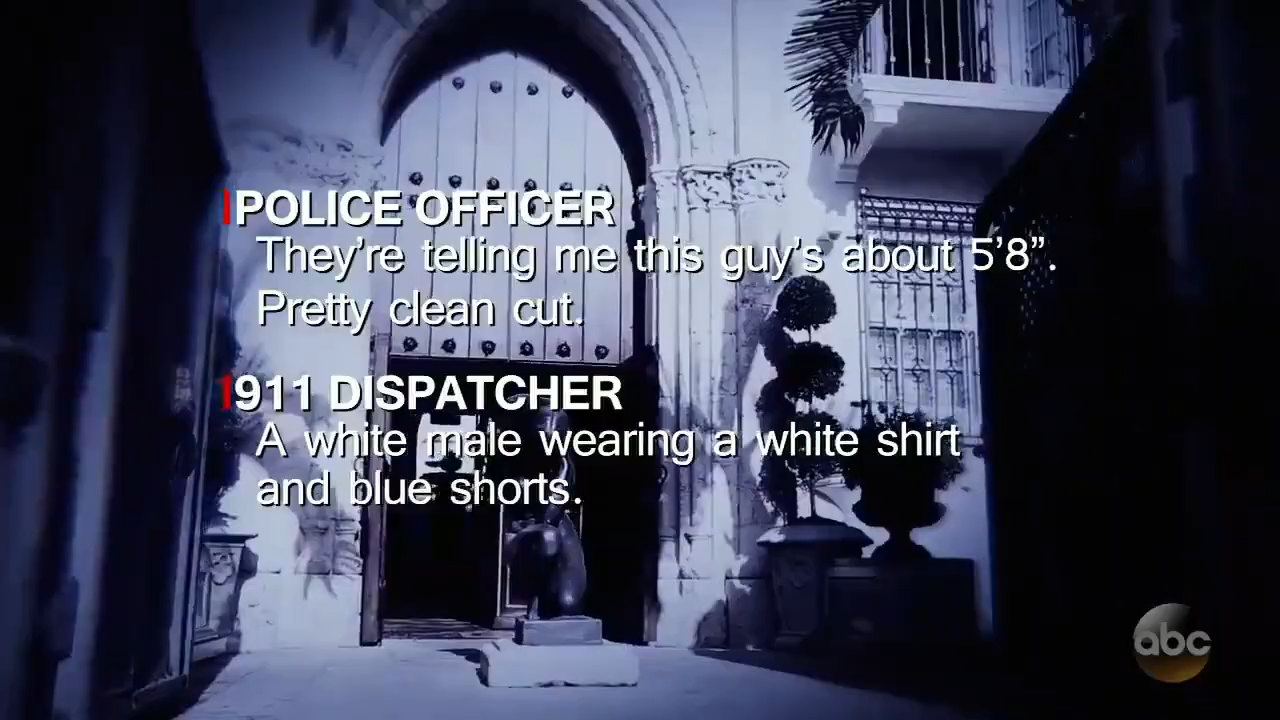 POLICE OFFICER
They're telling me this guy's about 5'8”.
Pretty clean cut.
911 DISPATCHER
A white male wearing a white shirt
and blue shorts.
abc